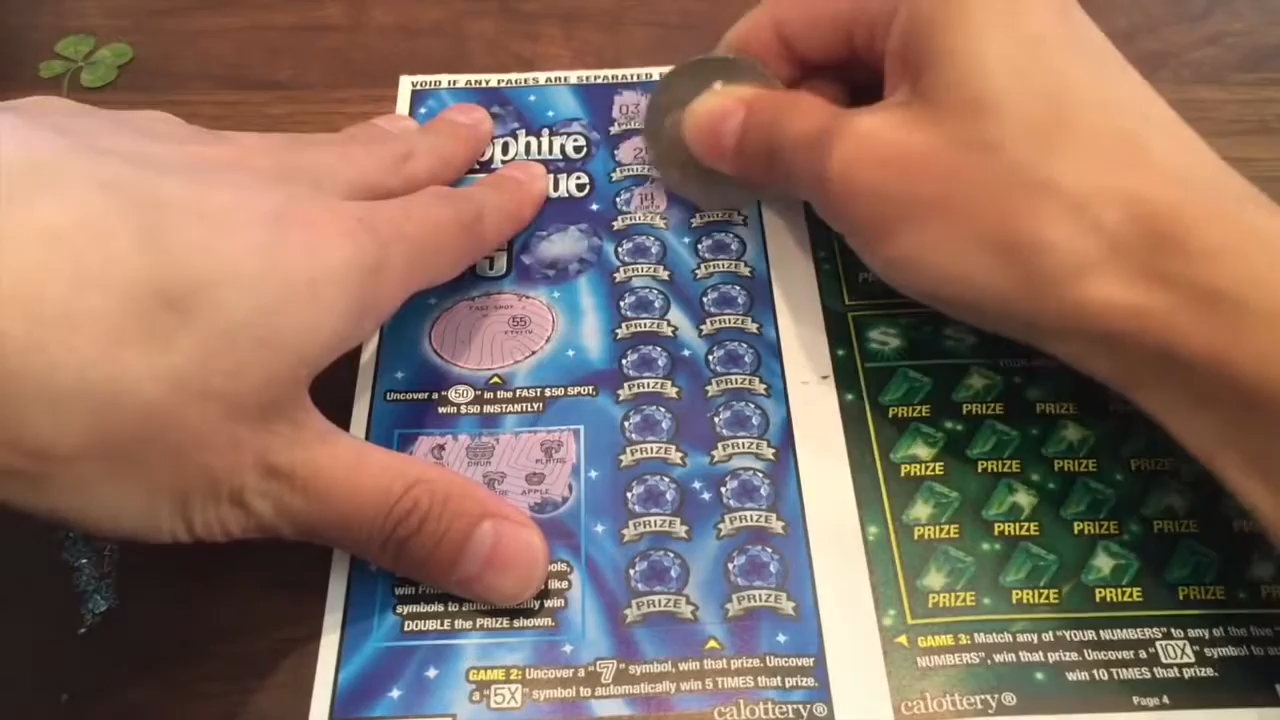 VOID IF ANY PAGES ARE SEPARATED
03
14
PRIZE
PRIZE
PRIZE PRIZE
PRIZE PRIZE
PRIZE PRIZE
PRIZE PRIZE
PRIZE PRIZE
PRIZE PRIZE
PRIZE PRIZE
FAST SPOT
55
Uncover a "50" in the FAST $50 SPOT,
win $50 INSTANTLY!
DRUM
APPLE
win like
symbols to automatically win
DOUBLE the PRIZE shown.
GAME 2: Uncover a "7" symbol, win that prize. Uncover
a "5X" symbol to automatically win 5 TIMES that prize.
calottery®
$
PRIZE PRIZE PRIZE
PRIZE PRIZE PRIZE PRIZE
PRIZE PRIZE PRIZE PRIZE
PRIZE PRIZE PRIZE PRIZE
GAME 3: Match any of "YOUR NUMBERS" to any of the five
NUMBERS", win that prize. Uncover a "10X" symbol to
win 10 TIMES that prize.
calottery®
Page 4